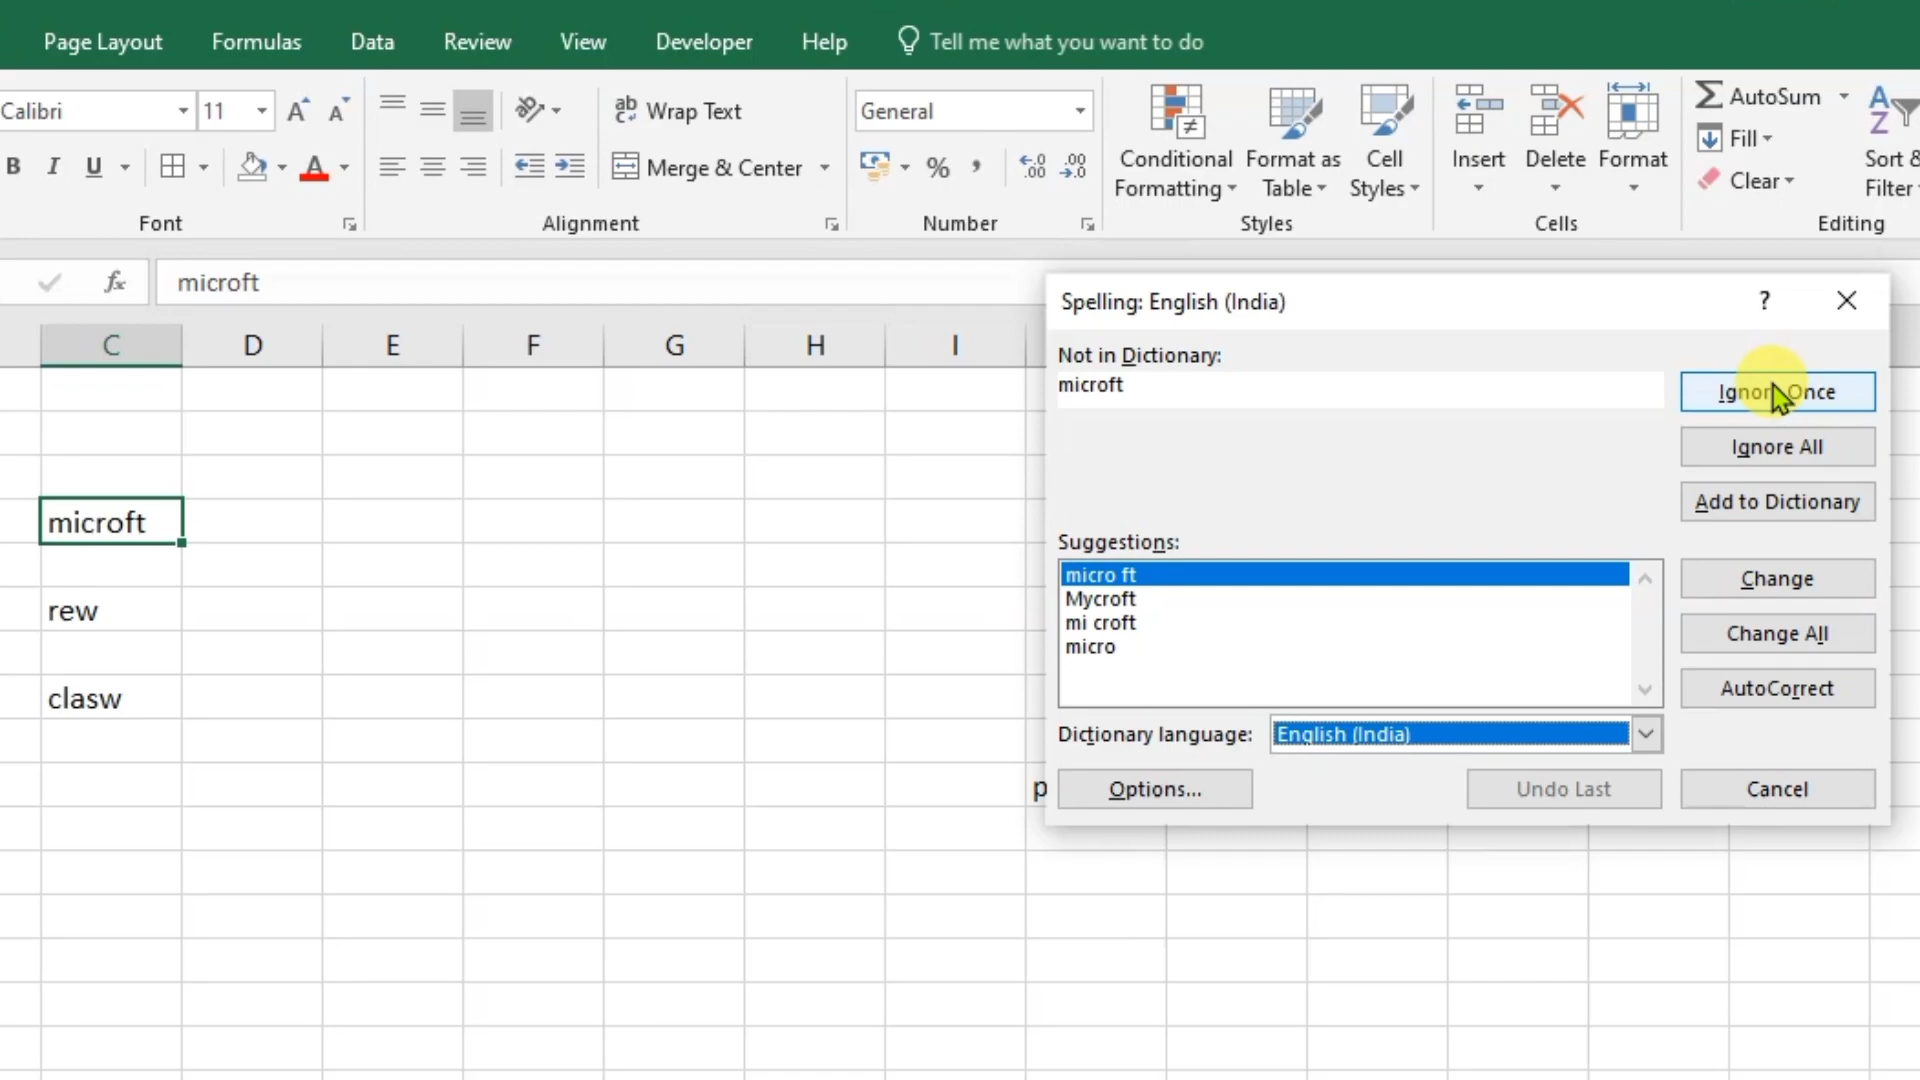 Page Layout Formulas Data Review View Developer Help Tell me what you want to do
Calibri 11 A A ab Wrap Text General AutoSum
B I U A Merge & Center % , .00 .00 Conditional Formatting Format as Table Cell Styles Insert Delete Format Fill Clear Sort & Filter
Font Alignment Number Styles Cells Editing
fx microft
C D E F G H I
microft
rew
clasw
p
Spelling: English (India) ?
Not in Dictionary:
microft
Ignore Once
Ignore All
Add to Dictionary
Suggestions:
micro ft
Mycroft
mi croft
micro
Change
Change All
AutoCorrect
Dictionary language: English (India)
Options... Undo Last Cancel